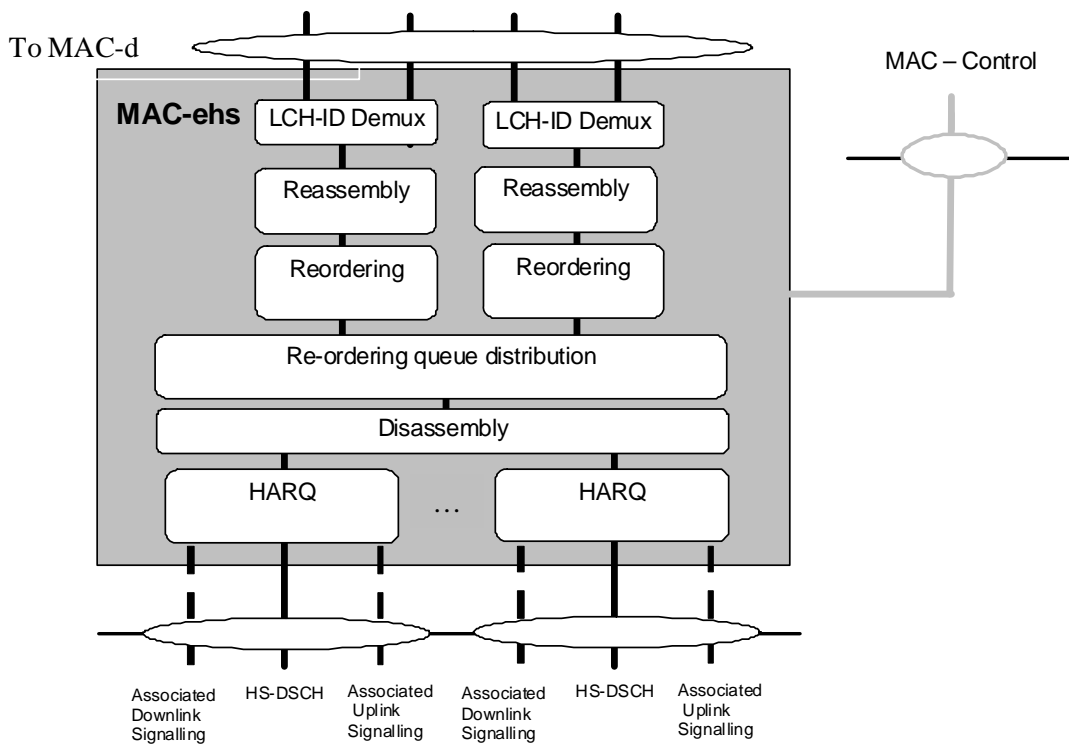 To MAC-d
MAC – Control
MAC-ehs
LCH-ID Demux
LCH-ID Demux
Reassembly
Reassembly
Reordering
Reordering
Re-ordering queue distribution
Disassembly
HARQ
…
HARQ
Associated
Downlink
Signalling
HS-DSCH
Associated
Uplink
Signalling
Associated
Downlink
Signalling
HS-DSCH
Associated
Uplink
Signalling